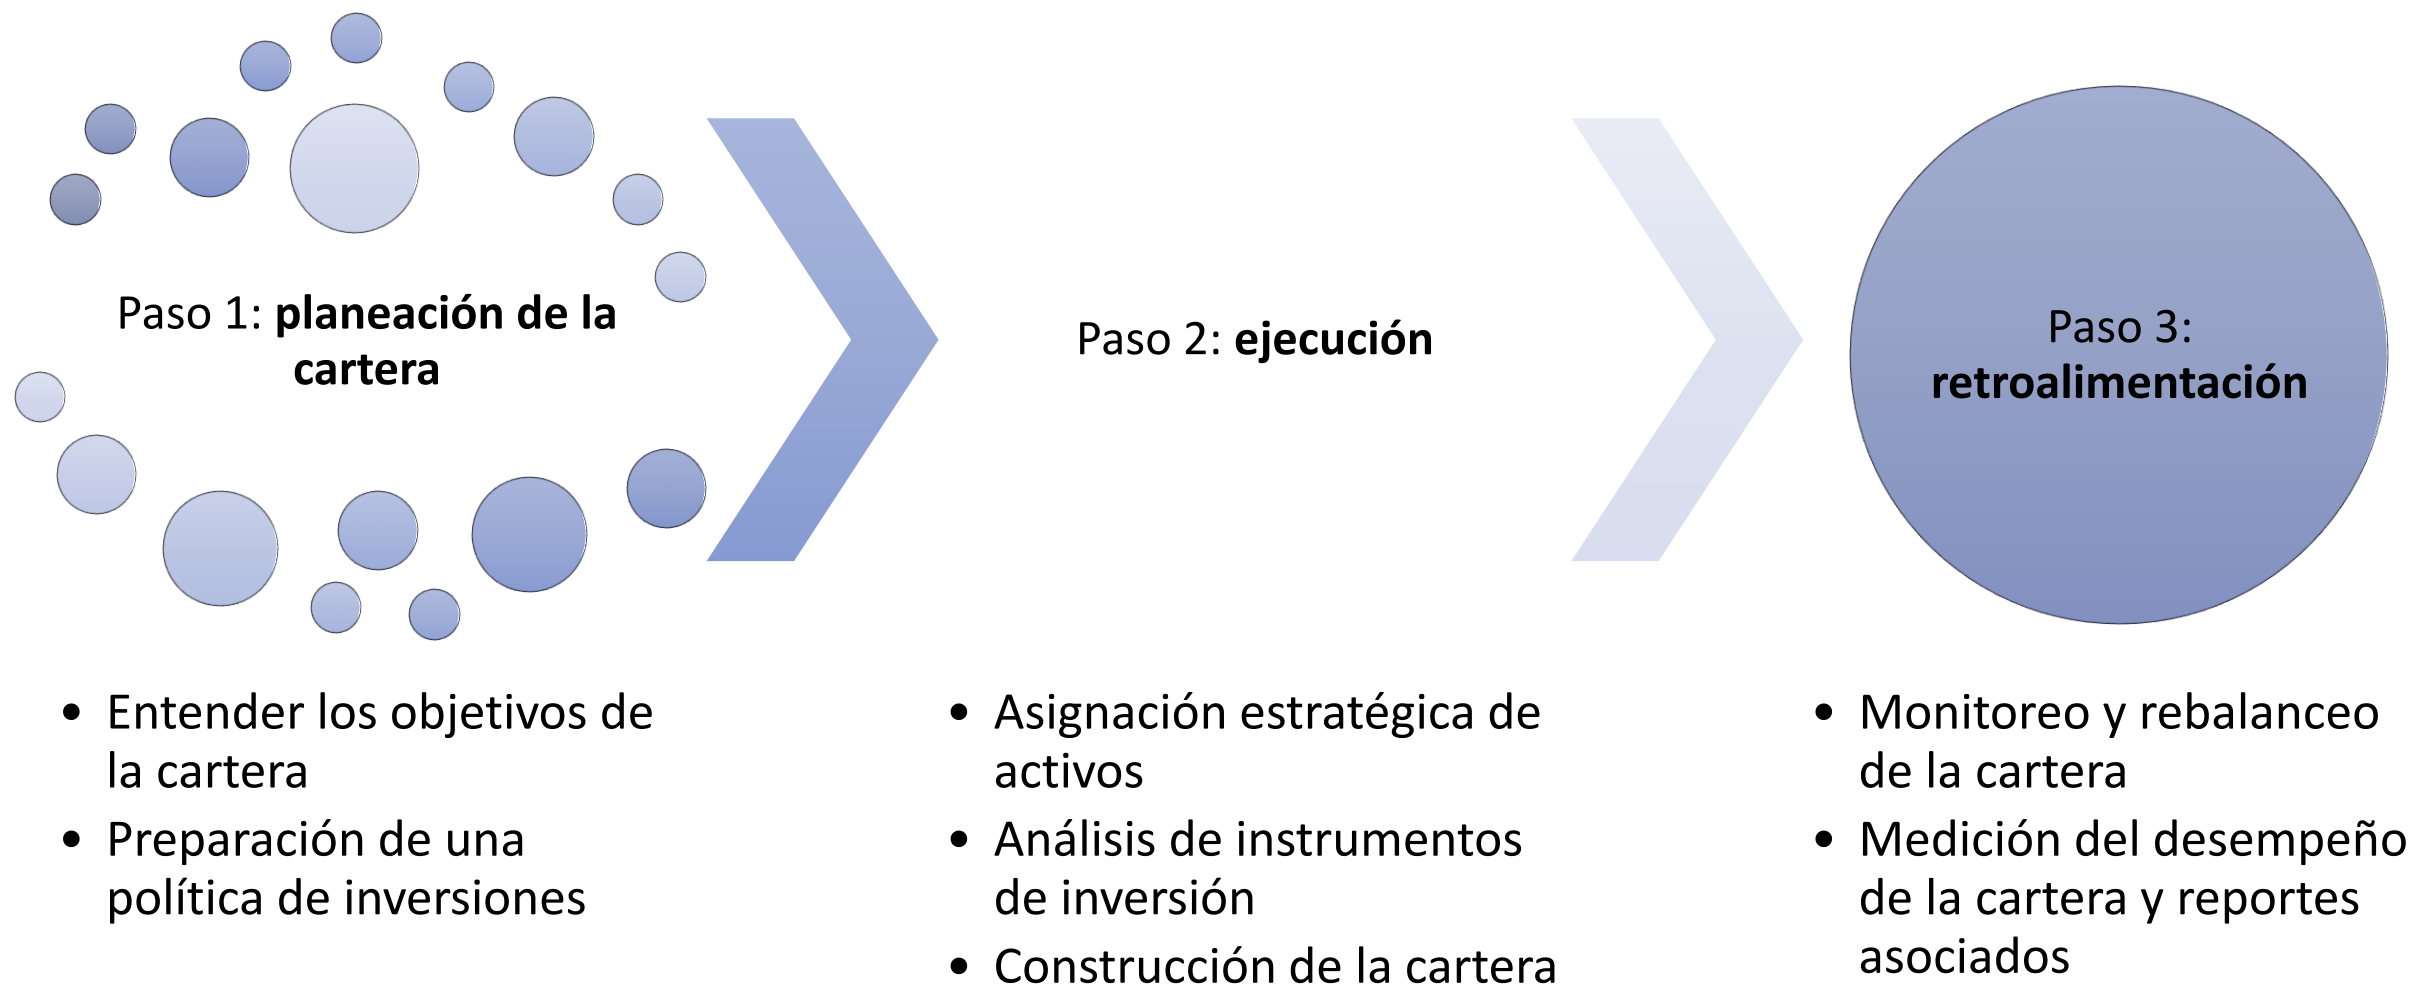 Paso 1: planeación de la
cartera
• Entender los objetivos de
la cartera
• Preparación de una
política de inversiones
Paso 2: ejecución
• Asignación estratégica de
activos
• Análisis de instrumentos
de inversión
• Construcción de la cartera
Paso 3:
retroalimentación
• Monitoreo y rebalanceo
de la cartera
• Medición del desempeño
de la cartera y reportes
asociados